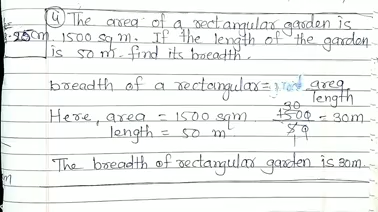 ④ The area of a rectangular garden is
1500 sq m. If the length of the garden
is 50 m. find its breadth.
breadth of a rectangular = area / length
Here, area = 1500 sqm 30 1500 / 50 = 30m
length = 50 m
The breadth of rectangular garden is 30m.